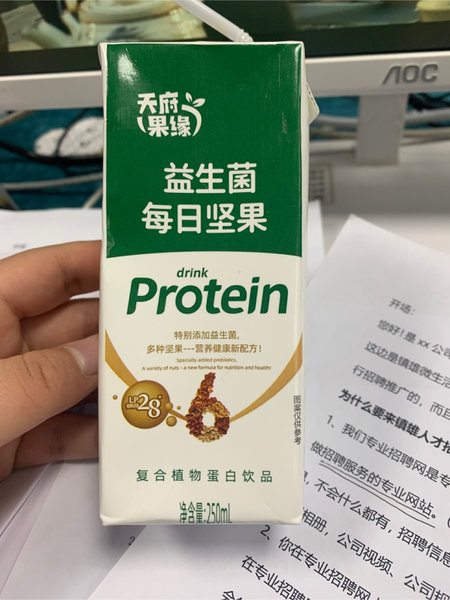 AOC
天府
果缘
益生菌
每日坚果
drink
Protein
特别添加益生菌,
多种坚果---营养健康新配方!
Specially added probiotics,
A variety of nuts - a new formula for nutrition and health!
LP
28
6
图案仅供参考
复合植物蛋白饮品
净含量:250mL
开场:
您好!是 xx 公司
这边是镇雄微生活
行招聘推广的,而且
为什么要来镇雄人才招
1、我们专业招聘网是专
做招聘服务的专业网站。
不会什么都有,招聘信息
相册,公司视频、公司
2、你在专业招聘网
在专业招聘网